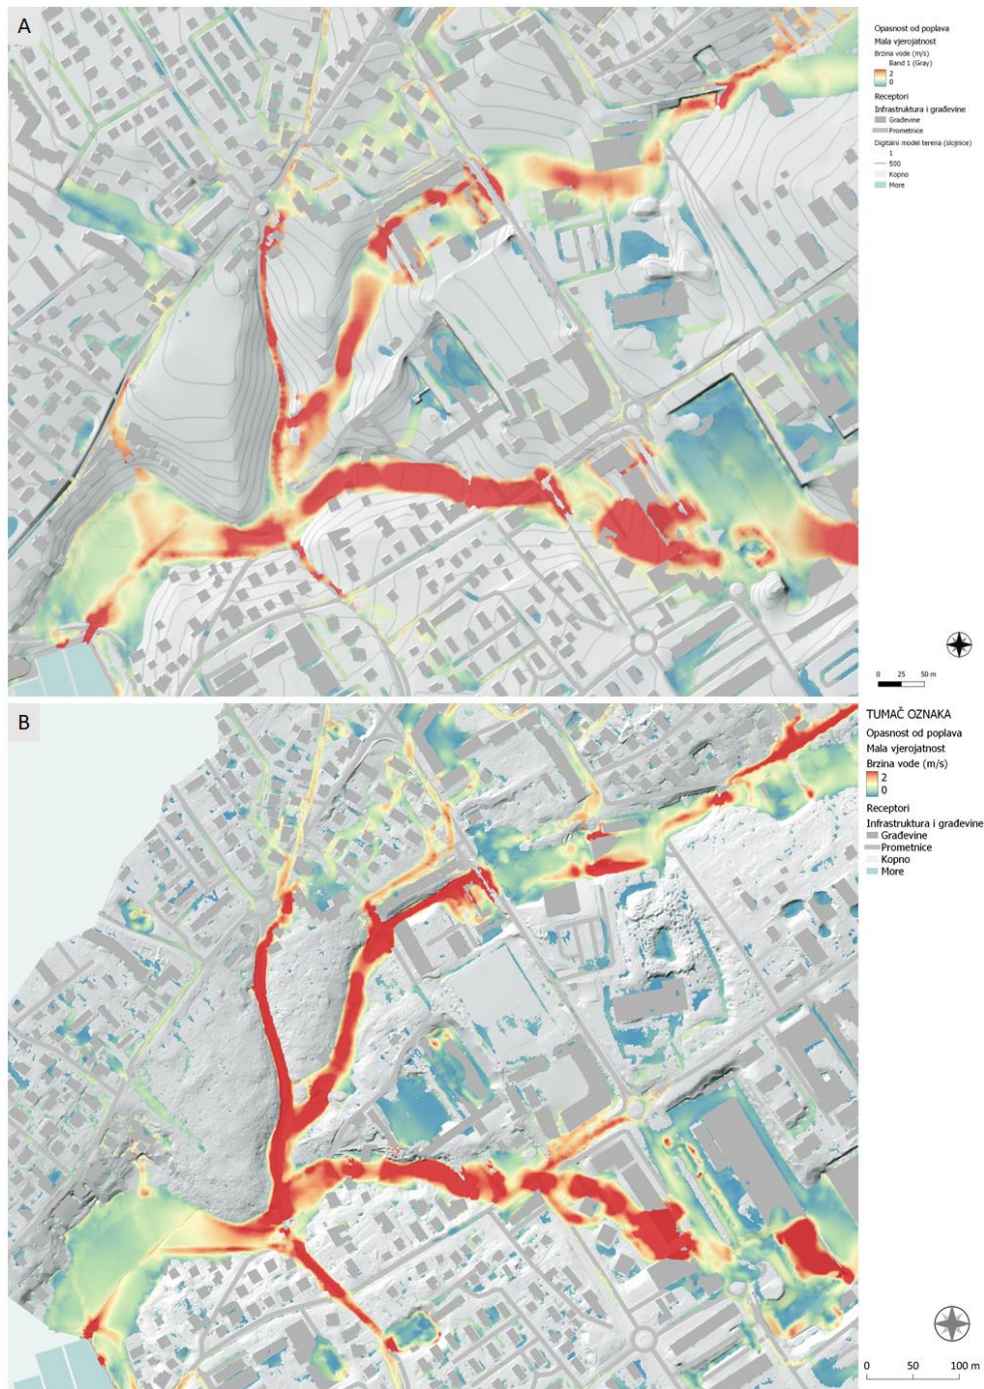 A
Opasnost od poplava
Mala vjerojatnost
Brzina vode (m/s)
Band 1 (Gray)
2
0
Receptori
Infrastruktura i građevine
Građevine
Prometnice
Digitalni model terena (slojnice)
1
500
Kopno
More
0 25 50 m
B
TUMAČ OZNAKA
Opasnost od poplava
Mala vjerojatnost
Brzina vode (m/s)
2
0
Receptori
Infrastruktura i građevine
Građevine
Prometnice
Kopno
More
0 50 100 m